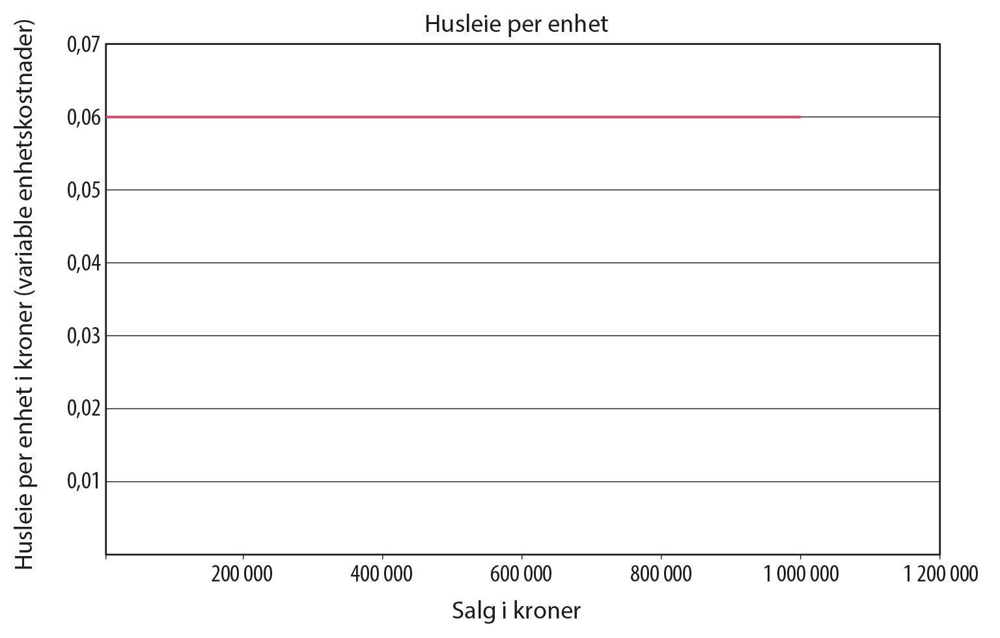 Husleie per enhet
Husleie per enhet i kroner (variable enhetskostnader)
0,07
0,06
0,05
0,04
0,03
0,02
0,01
200 000 400 000 600 000 800 000 1 000 000 1 200 000
Salg i kroner